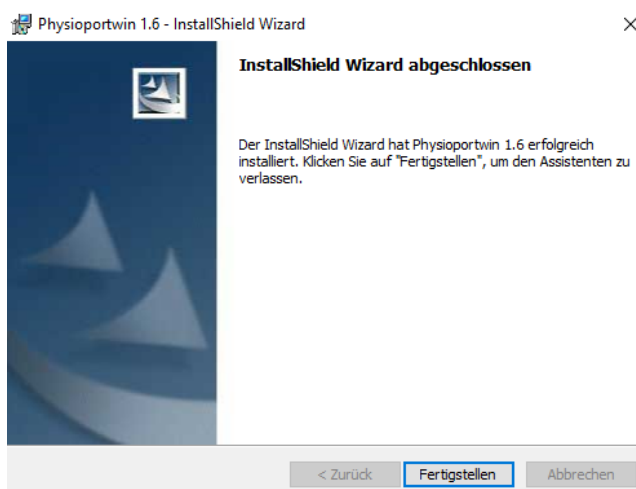 Physioportwin 1.6 - InstallShield Wizard
InstallShield Wizard abgeschlossen
Der InstallShield Wizard hat Physioportwin 1.6 erfolgreich
installiert. Klicken Sie auf "Fertigstellen", um den Assistenten zu
verlassen.
< Zurück Fertigstellen Abbrechen